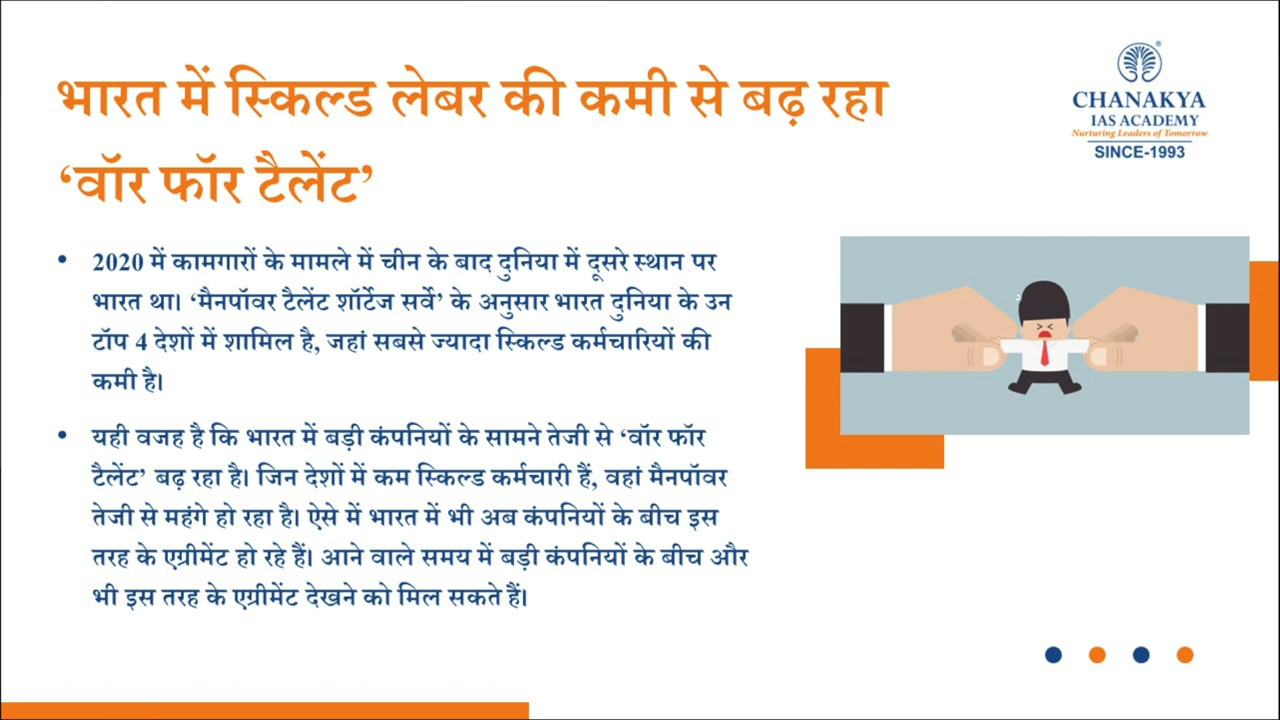 भारत में स्किल्ड लेबर की कमी से बढ़ रहा
‘वॉर फॉर टैलेंट’
CHANAKYA
IAS ACADEMY
Nurturing Leaders of Tomorrow
SINCE-1993
• 2020 में कामगारों के मामले में चीन के बाद दुनिया में दूसरे स्थान पर
भारत था। ‘मैनपॉवर टैलेंट शॉर्टेज सर्वे’ के अनुसार भारत दुनिया के उन
टॉप 4 देशों में शामिल है, जहां सबसे ज्यादा स्किल्ड कर्मचारियों की
कमी है।
• यही वजह है कि भारत में बड़ी कंपनियों के सामने तेजी से ‘वॉर फॉर
टैलेंट’ बढ़ रहा है। जिन देशों में कम स्किल्ड कर्मचारी हैं, वहां मैनपॉवर
तेजी से महंगे हो रहा है। ऐसे में भारत में भी अब कंपनियों के बीच इस
तरह के एग्रीमेंट हो रहे हैं। आने वाले समय में बड़ी कंपनियों के बीच और
भी इस तरह के एग्रीमेंट देखने को मिल सकते हैं।